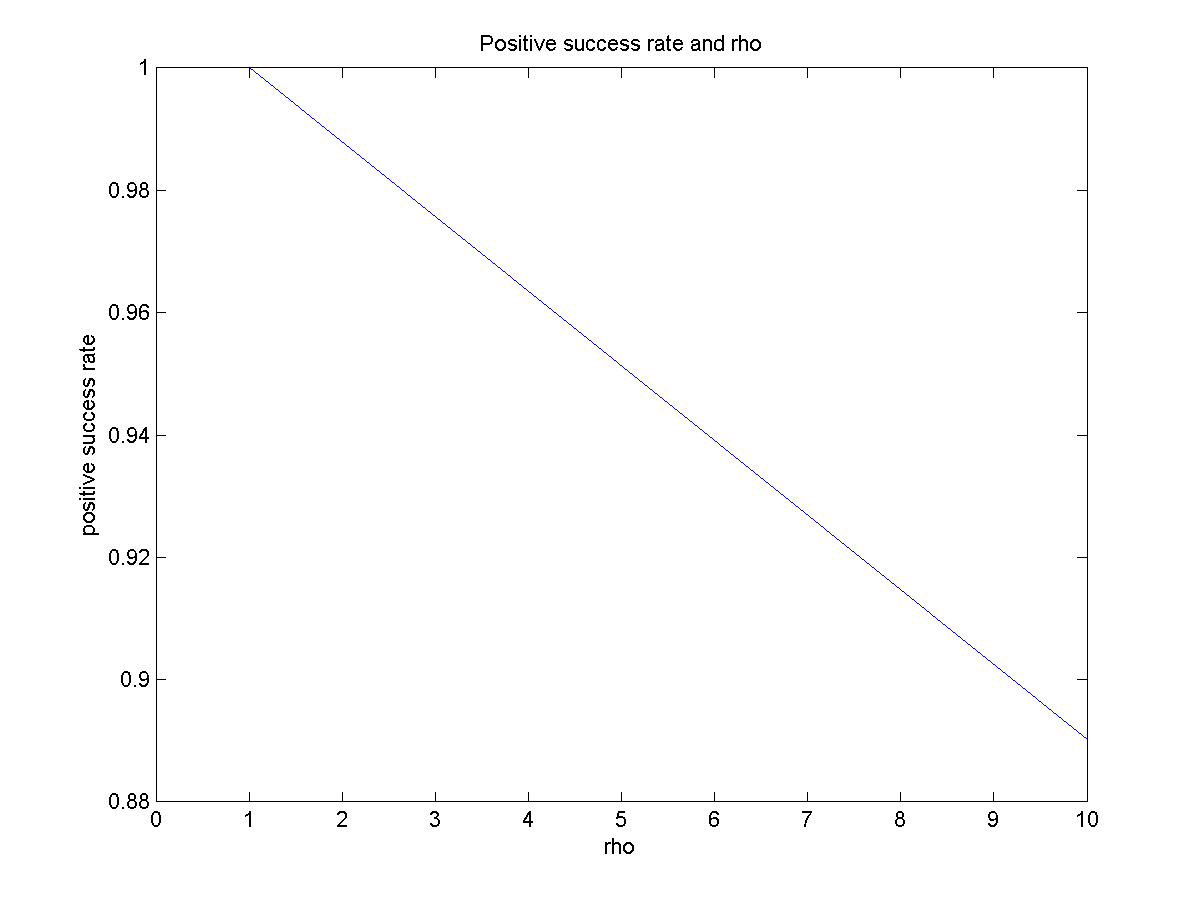 Positive success rate and rho
1
0.98
0.96
0.94
0.92
0.9
0.88
positive success rate
0 1 2 3 4 5 6 7 8 9 10
rho